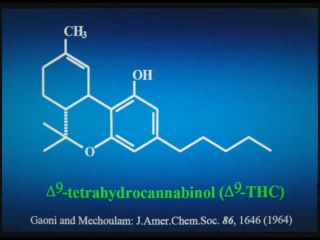 CH₃
OH
O
Δ9-tetrahydrocannabinol (Δ9-THC)
Gaoni and Mechoulam: J.Amer.Chem.Soc. 86, 1646 (1964)